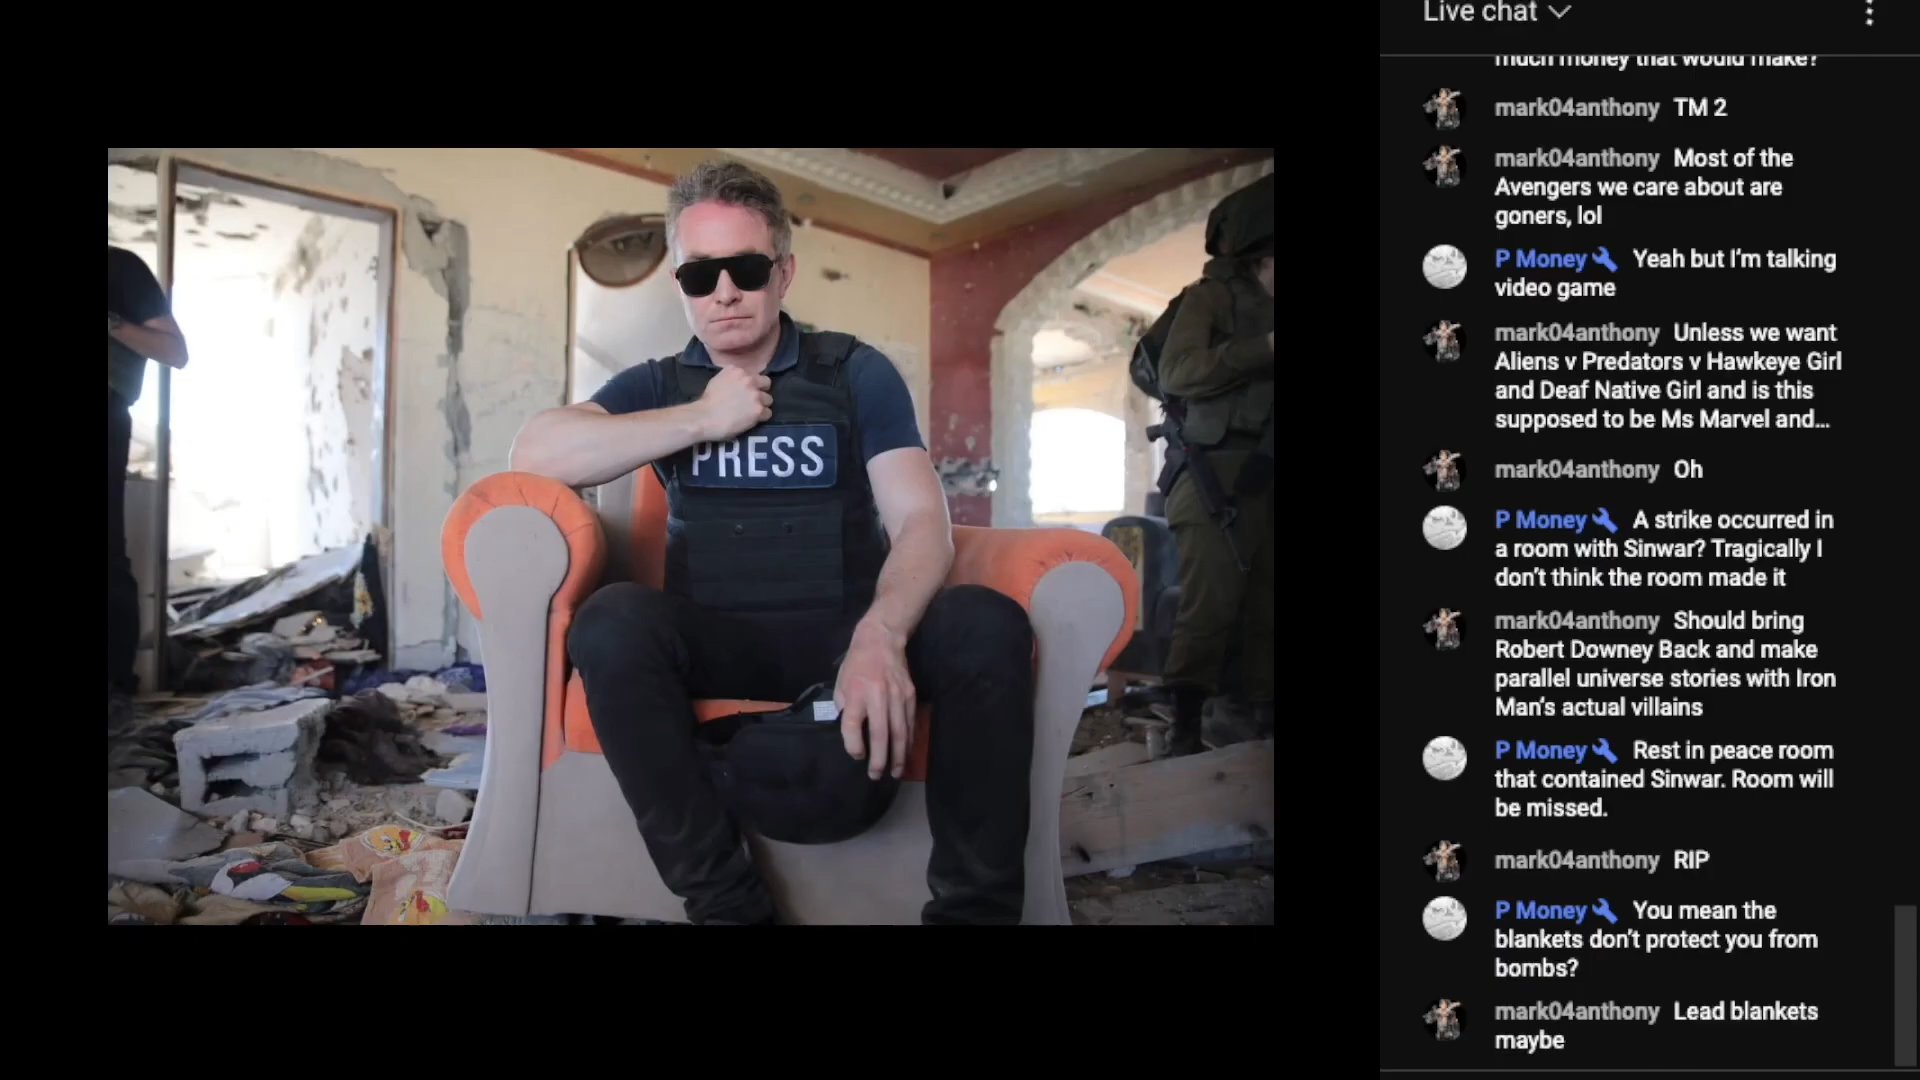 PRESS
Live chat
much money that would make?
mark04anthony TM 2
mark04anthony Most of the
Avengers we care about are
goners, lol
P Money Yeah but I'm talking
video game
mark04anthony Unless we want
Aliens v Predators v Hawkeye Girl
and Deaf Native Girl and is this
supposed to be Ms Marvel and...
mark04anthony Oh
P Money A strike occurred in
a room with Sinwar? Tragically I
don't think the room made it
mark04anthony Should bring
Robert Downey Back and make
parallel universe stories with Iron
Man's actual villains
P Money Rest in peace room
that contained Sinwar. Room will
be missed.
mark04anthony RIP
P Money You mean the
blankets don't protect you from
bombs?
mark04anthony Lead blankets
maybe